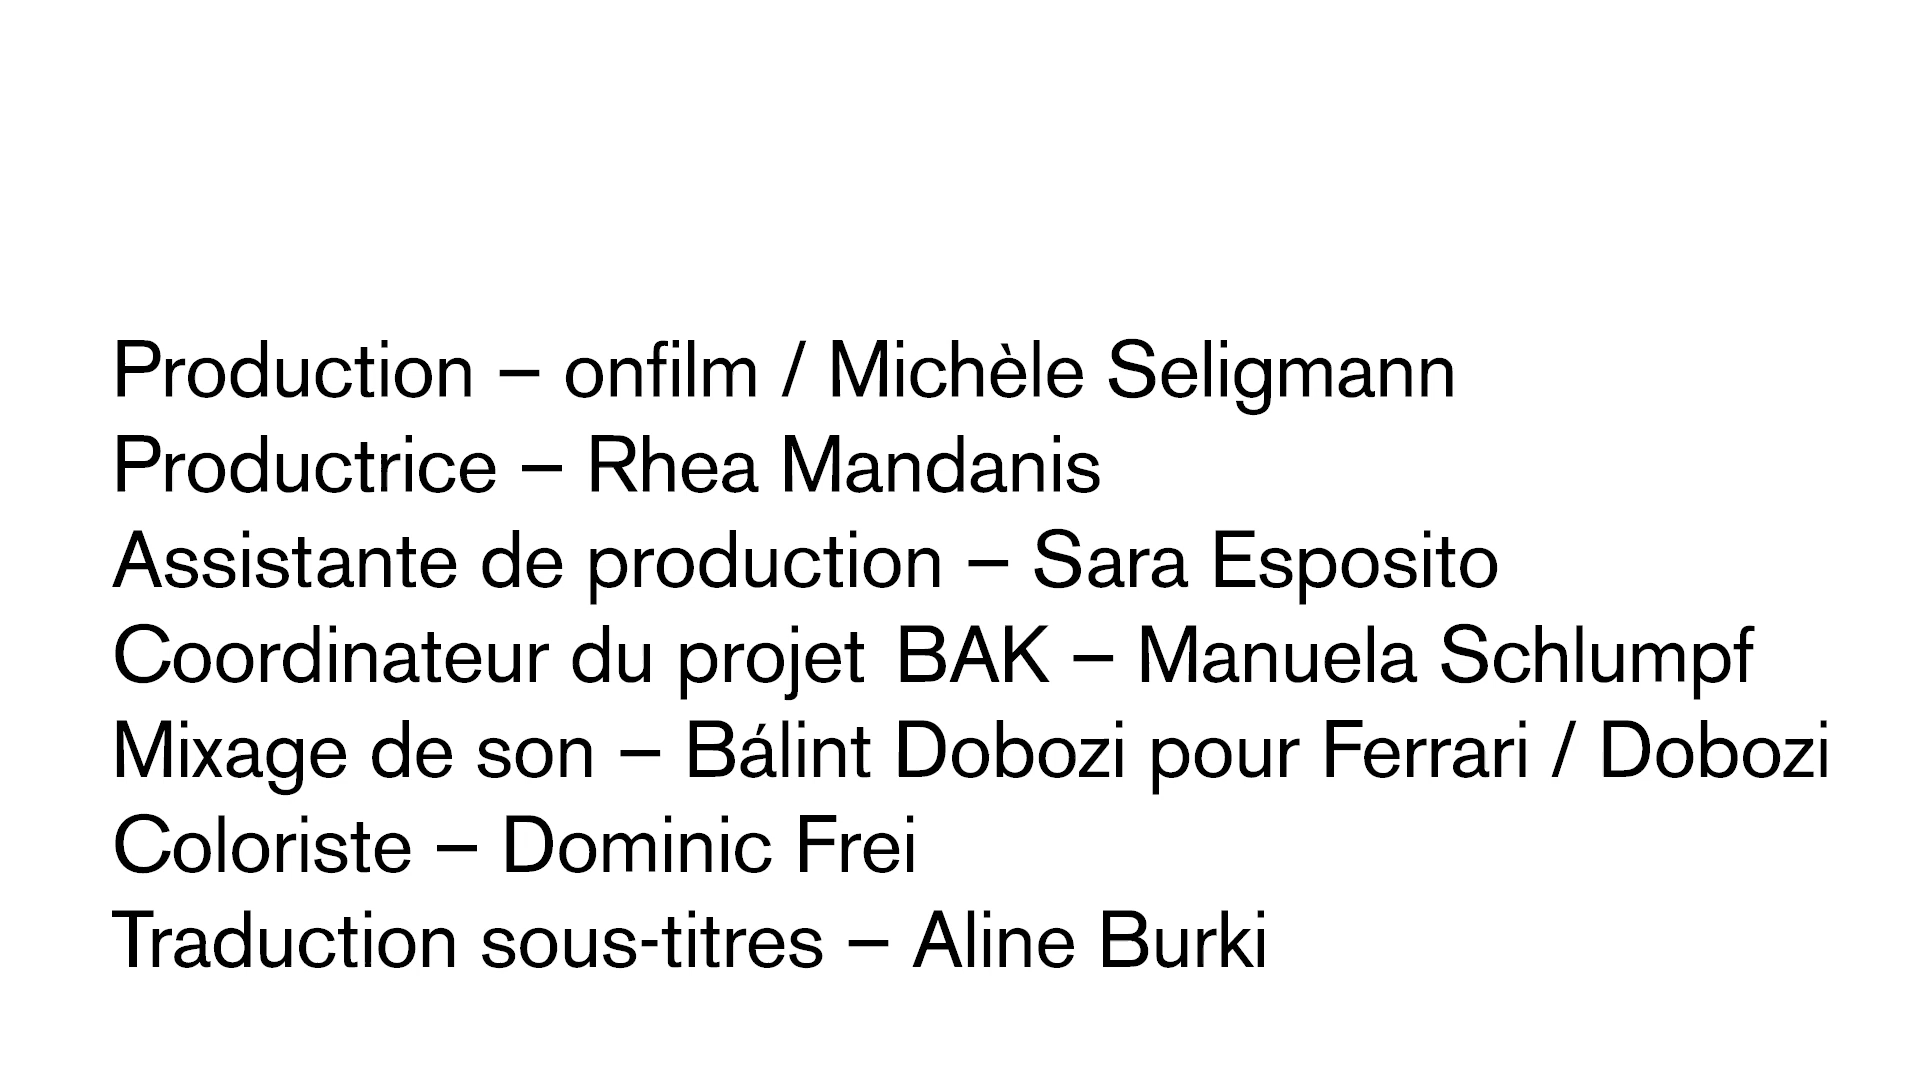 Production – onfilm / Michèle Seligmann
Productrice – Rhea Mandanis
Assistante de production – Sara Esposito
Coordinateur du projet BAK – Manuela Schlumpf
Mixage de son – Bálint Dobozi pour Ferrari / Dobozi
Coloriste – Dominic Frei
Traduction sous-titres – Aline Burki